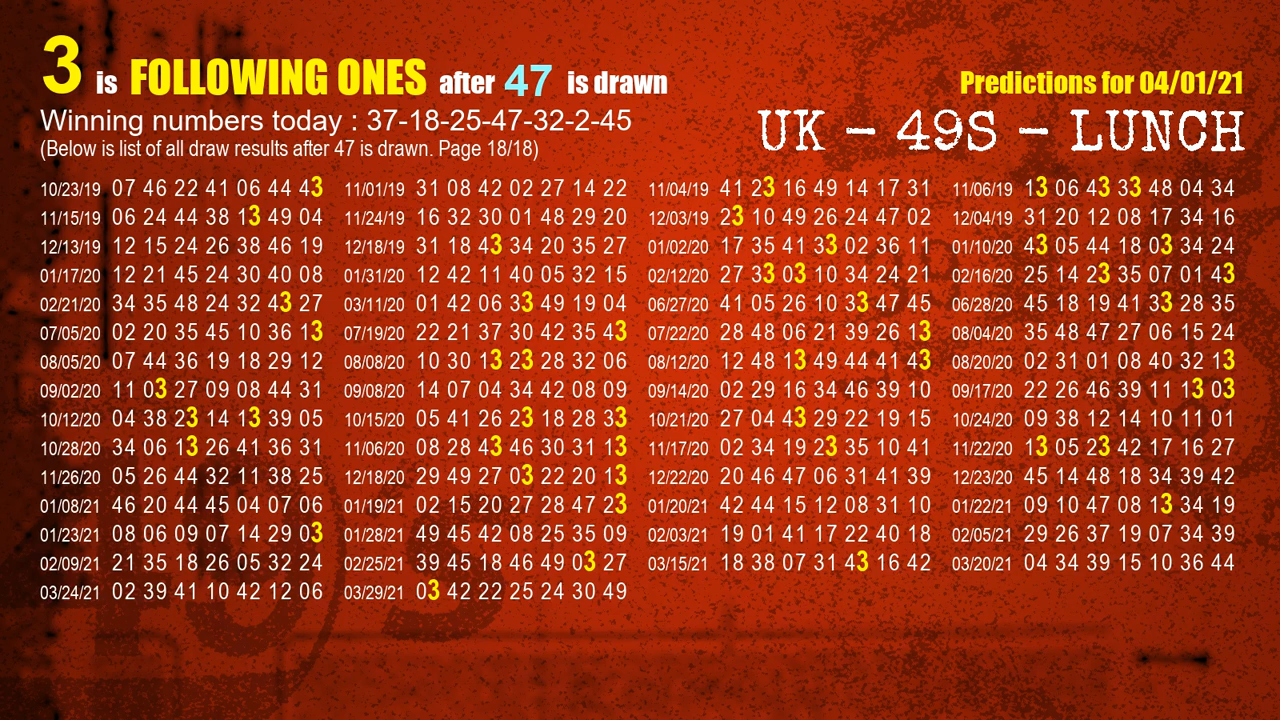 3 is FOLLOWING ONES after 47 is drawn
Predictions for 04/01/21
Winning numbers today : 37-18-25-47-32-2-45
UK - 49S - LUNCH
(Below is list of all draw results after 47 is drawn. Page 18/18)
10/23/19 07 46 22 41 06 44 43 11/01/19 31 08 42 02 27 14 22 11/04/19 41 23 16 49 14 17 31 11/06/19 13 06 43 33 48 04 34
11/15/19 06 24 44 38 13 49 04 11/24/19 16 32 30 01 48 29 20 12/03/19 23 10 49 26 24 47 02 12/04/19 31 20 12 08 17 34 16
12/13/19 12 15 24 26 38 46 19 12/18/19 31 18 43 34 20 35 27 01/02/20 17 35 41 33 02 36 11 01/10/20 43 05 44 18 03 34 24
01/17/20 12 21 45 24 30 40 08 01/31/20 12 42 11 40 05 32 15 02/12/20 27 33 03 10 34 24 21 02/16/20 25 14 23 35 07 01 43
02/21/20 34 35 48 24 32 43 27 03/11/20 01 42 06 33 49 19 04 06/27/20 41 05 26 10 33 47 45 06/28/20 45 18 19 41 33 28 35
07/05/20 02 20 35 45 10 36 13 07/19/20 22 21 37 30 42 35 43 07/22/20 28 48 06 21 39 26 13 08/04/20 35 48 47 27 06 15 24
08/05/20 07 44 36 19 18 29 12 08/08/20 10 30 13 23 28 32 06 08/12/20 12 48 13 49 44 41 43 08/20/20 02 31 01 08 40 32 13
09/02/20 11 03 27 09 08 44 31 09/08/20 14 07 04 34 42 08 09 09/14/20 02 29 16 34 46 39 10 09/17/20 22 26 46 39 11 13 03
10/12/20 04 38 23 14 13 39 05 10/15/20 05 41 26 23 18 28 33 10/21/20 27 04 43 29 22 19 15 10/24/20 09 38 12 14 10 11 01
10/28/20 34 06 13 26 41 36 31 11/06/20 08 28 43 46 30 31 13 11/17/20 02 34 19 23 35 10 41 11/22/20 13 05 23 42 17 16 27
11/26/20 05 26 44 32 11 38 25 12/18/20 29 49 27 03 22 20 13 12/22/20 20 46 47 06 31 41 39 12/23/20 45 14 48 18 34 39 42
01/08/21 46 20 44 45 04 07 06 01/19/21 02 15 20 27 28 47 23 01/20/21 42 44 15 12 08 31 10 01/22/21 09 10 47 08 13 34 19
01/23/21 08 06 09 07 14 29 03 01/28/21 49 45 42 08 25 35 09 02/03/21 19 01 41 17 22 40 18 02/05/21 29 26 37 19 07 34 39
02/09/21 21 35 18 26 05 32 24 02/25/21 39 45 18 46 49 03 27 03/15/21 18 38 07 31 43 16 42 03/20/21 04 34 39 15 10 36 44
03/24/21 02 39 41 10 42 12 06 03/29/21 03 42 22 25 24 30 49